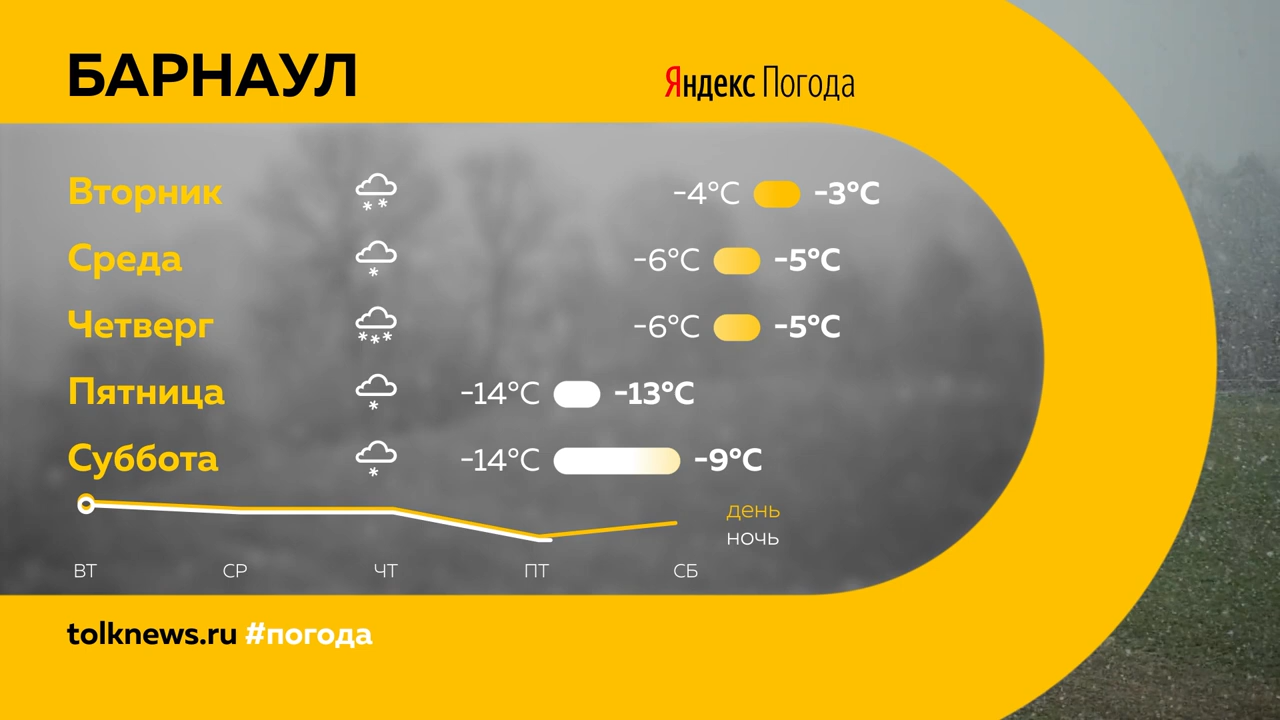 БАРНАУЛ
Яндекс Погода
Вторник -4°C -3°C
Среда -6°C -5°C
Четверг -6°C -5°C
Пятница -14°C -13°C
Суббота -14°C -9°C
день
ночь
ВТ СР ЧТ ПТ СБ
tolknews.ru #погода